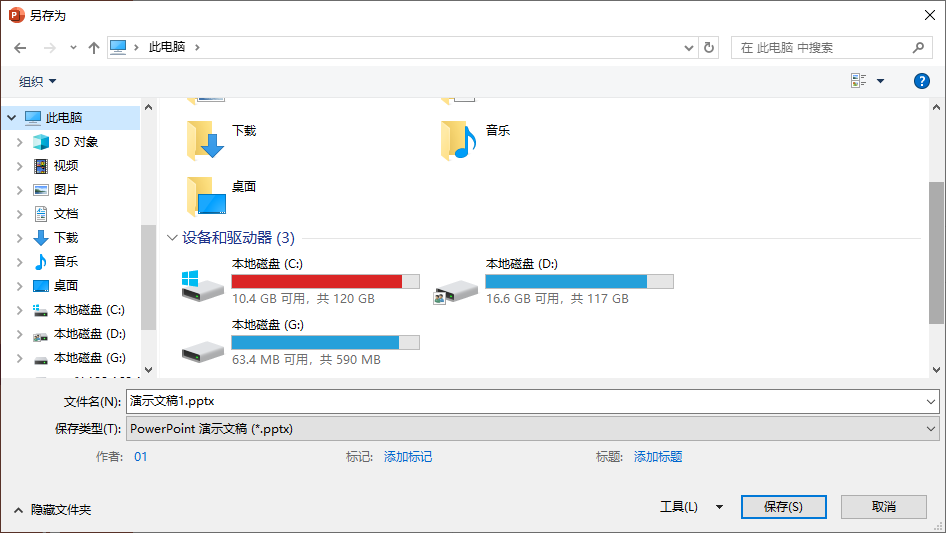 另存为
此电脑
在 此电脑 中搜索
组织
此电脑
3D 对象
视频
图片
文档
下载
音乐
桌面
本地磁盘 (C:)
本地磁盘 (D:)
本地磁盘 (G:)
下载
音乐
桌面
设备和驱动器 (3)
本地磁盘 (C:)
10.4 GB 可用，共 120 GB
本地磁盘 (D:)
16.6 GB 可用，共 117 GB
本地磁盘 (G:)
63.4 MB 可用，共 590 MB
文件名(N): 演示文稿1.pptx
保存类型(T): PowerPoint 演示文稿 (*.pptx)
作者: 01 标记: 添加标记 标题: 添加标题
隐藏文件夹 工具(L) 保存(S) 取消